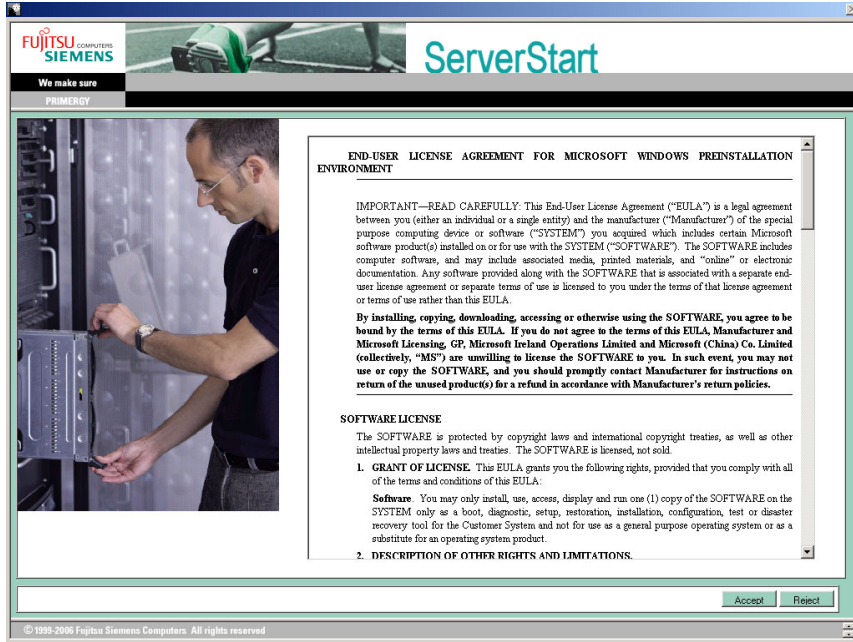 FUJITSU COMPUTERS
SIEMENS
ServerStart
We make sure
PRIMERGY
END-USER LICENSE AGREEMENT FOR MICROSOFT WINDOWS PREINSTALLATION
ENVIRONMENT
IMPORTANT—READ CAREFULLY: This End-User License Agreement (“EULA”) is a legal agreement
between you (either an individual or a single entity) and the manufacturer (“Manufacturer”) of the special
purpose computing device or software (“SYSTEM”) you acquired which includes certain Microsoft
software product(s) installed on or for use with the SYSTEM (“SOFTWARE”). The SOFTWARE includes
computer software, and may include associated media, printed materials, and “online” or electronic
documentation. Any software provided along with the SOFTWARE that is associated with a separate end-
user license agreement or separate terms of use is licensed to you under the terms of that license agreement
or terms of use rather than this EULA.
By installing, copying, downloading, accessing or otherwise using the SOFTWARE, you agree to be
bound by the terms of this EULA. If you do not agree to the terms of this EULA, Manufacturer and
Microsoft Licensing, GP, Microsoft Ireland Operations Limited and Microsoft (China) Co. Limited
(collectively, “MS”) are unwilling to license the SOFTWARE to you. In such event, you may not
use or copy the SOFTWARE, and you should promptly contact Manufacturer for instructions on
return of the unused product(s) for a refund in accordance with Manufacturer’s return policies.
SOFTWARE LICENSE
The SOFTWARE is protected by copyright laws and international copyright treaties, as well as other
intellectual property laws and treaties. The SOFTWARE is licensed, not sold.
1. GRANT OF LICENSE. This EULA grants you the following rights, provided that you comply with all
of the terms and conditions of this EULA:
Software. You may only install, use, access, display and run one (1) copy of the SOFTWARE on the
SYSTEM only as a boot, diagnostic, setup, restoration, installation, configuration, test or disaster
recovery tool for the Customer System and not for use as a general purpose operating system or as a
substitute for an operating system product.
2. DESCRIPTION OF OTHER RIGHTS AND LIMITATIONS.
Accept Reject
© 1999-2006 Fujitsu Siemens Computers All rights reserved